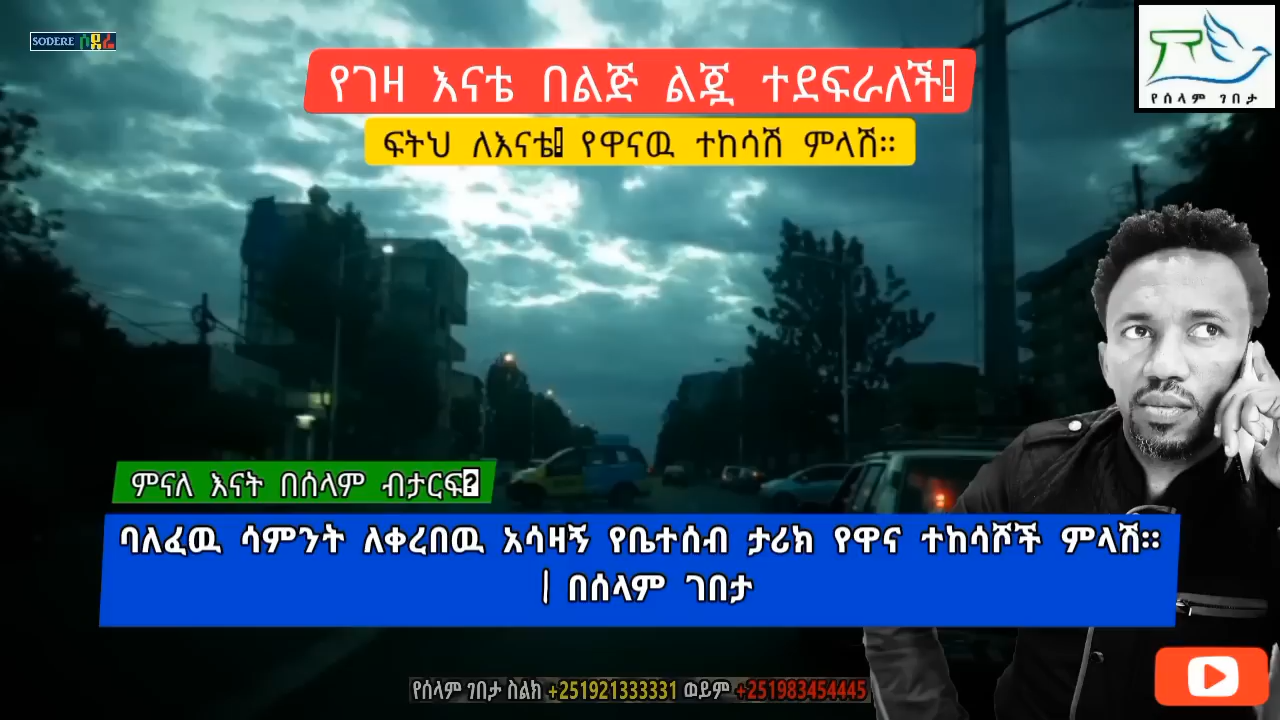 SODERE ሶደሬ
የሰላም ገበታ
የገዛ እናቴ በልጅ ልጇ ተደፍራለች
ፍትህ ለእናቴ የዋናዉ ተከሳሽ ምላሽ።
ምናለ እናት በሰላም ብታርፍ?
ባለፈዉ ሳምንት ለቀረበዉ አሳዛኝ የቤተሰብ ታሪክ የዋና ተከሳሾች ምላሽ።
| በሰላም ገበታ
የሰላም ገበታ ስልክ +251921333331 ወይም +251983454445